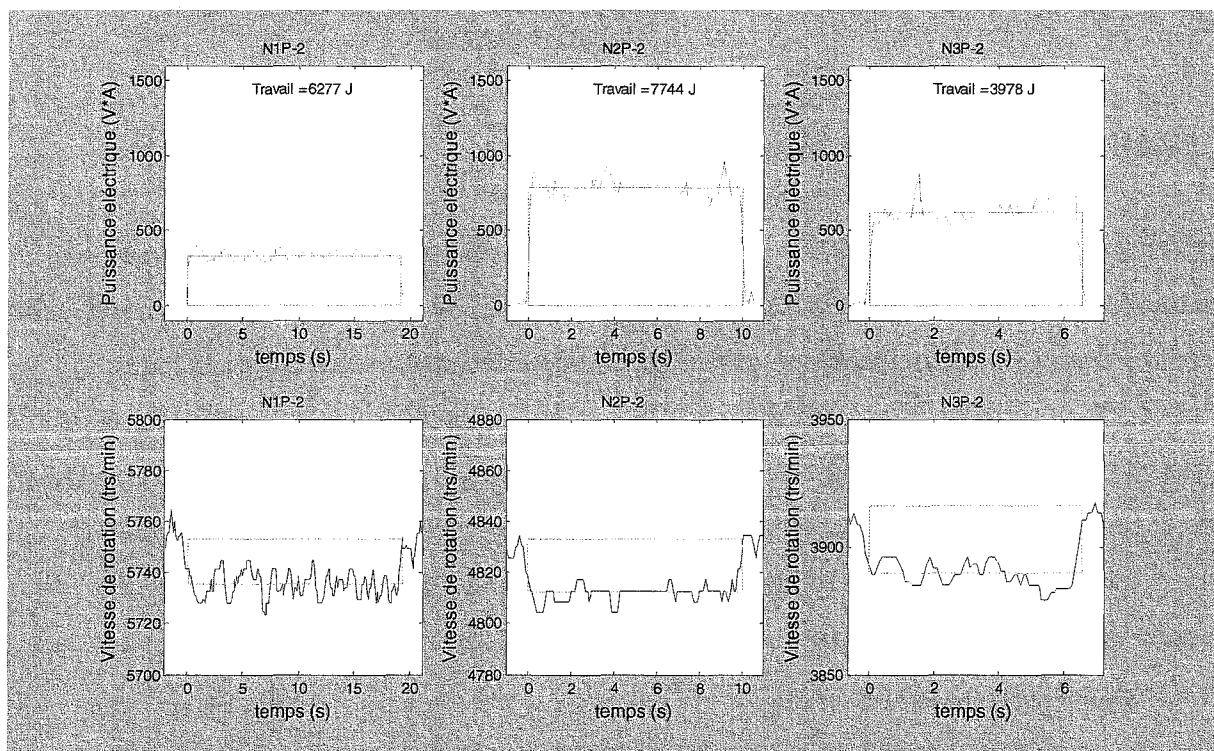 N1P-2
N2P-2
N3P-2
Travail =6277 J
Travail =7744 J
Travail =3978 J
Puissance eléctrique (V*A)
1500
1000
500
0
0 5 10 15 20
temps (s)
Puissance eléctrique (V*A)
1500
1000
500
0
0 2 4 6 8 10
temps (s)
Puissance eléctrique (V*A)
1500
1000
500
0
0 2 4 6
temps (s)
N1P-2
N2P-2
N3P-2
Vitesse de rotation (trs/min)
5800
5780
5760
5740
5720
5700
0 5 10 15 20
temps (s)
Vitesse de rotation (trs/min)
4880
4860
4840
4820
4800
4780
0 2 4 6 8 10
temps (s)
Vitesse de rotation (trs/min)
3950
3900
3850
0 2 4 6
temps (s)